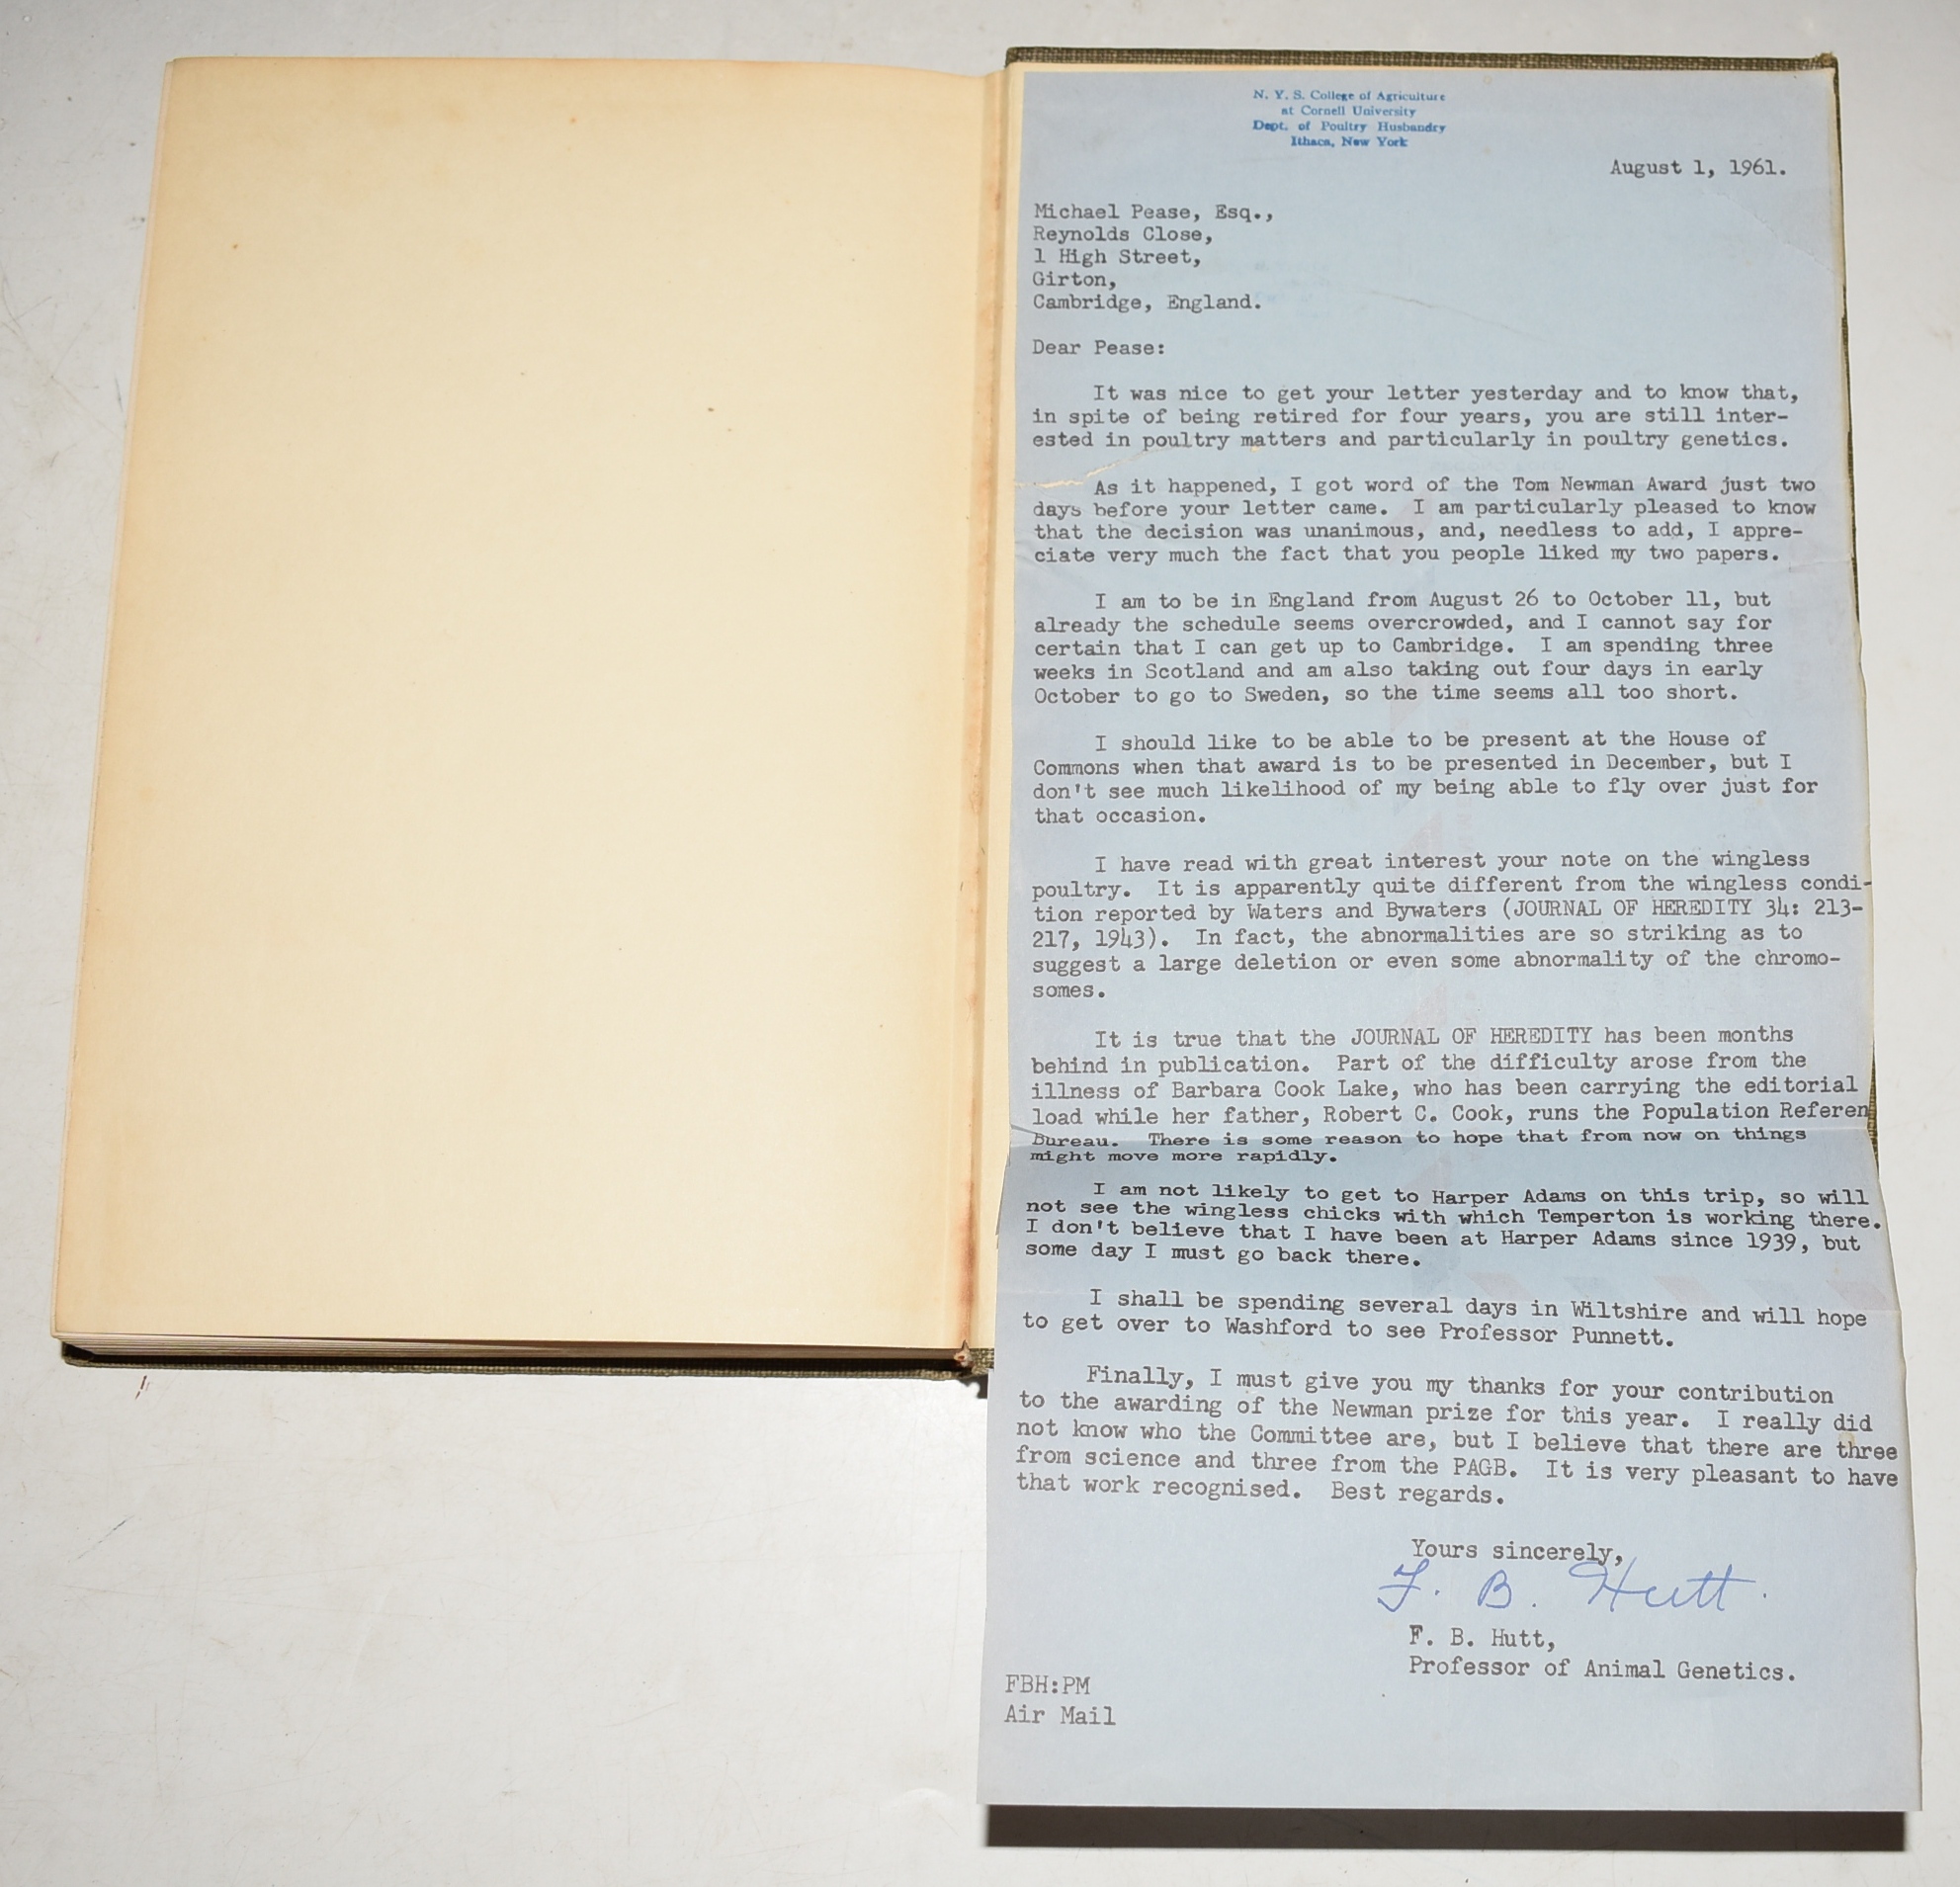 N. Y. S. College of Agriculture
at Cornell University
Dept. of Poultry Husbandry
Ithaca, New York
August 1, 1961.
Michael Pease, Esq.,
Reynolds Close,
1 High Street,
Girton,
Cambridge, England.
Dear Pease:
It was nice to get your letter yesterday and to know that,
in spite of being retired for four years, you are still inter-
ested in poultry matters and particularly in poultry genetics.
As it happened, I got word of the Tom Newman Award just two
days before your letter came. I am particularly pleased to know
that the decision was unanimous, and, needless to add, I appre-
ciate very much the fact that you people liked my two papers.
I am to be in England from August 26 to October 11, but
already the schedule seems overcrowded, and I cannot say for
certain that I can get up to Cambridge. I am spending three
weeks in Scotland and am also taking out four days in early
October to go to Sweden, so the time seems all too short.
I should like to be able to be present at the House of
Commons when that award is to be presented in December, but I
don't see much likelihood of my being able to fly over just for
that occasion.
I have read with great interest your note on the wingless
poultry. It is apparently quite different from the wingless condi-
tion reported by Waters and Bywaters (JOURNAL OF HEREDITY 34: 213-
217, 1943). In fact, the abnormalities are so striking as to
suggest a large deletion or even some abnormality of the chromo-
somes.
It is true that the JOURNAL OF HEREDITY has been months
behind in publication. Part of the difficulty arose from the
illness of Barbara Cook Lake, who has been carrying the editorial
load while her father, Robert C. Cook, runs the Population Referen
Bureau. There is some reason to hope that from now on things
might move more rapidly.
I am not likely to get to Harper Adams on this trip, so will
not see the wingless chicks with which Temperton is working there.
I don't believe that I have been at Harper Adams since 1939, but
some day I must go back there.
I shall be spending several days in Wiltshire and will hope
to get over to Washford to see Professor Punnett.
Finally, I must give you my thanks for your contribution
to the awarding of the Newman prize for this year. I really did
not know who the Committee are, but I believe that there are three
from science and three from the PAGB. It is very pleasant to have
that work recognised. Best regards.
Yours sincerely,
F. B. Hutt.
F. B. Hutt,
Professor of Animal Genetics.
FBH:PM
Air Mail